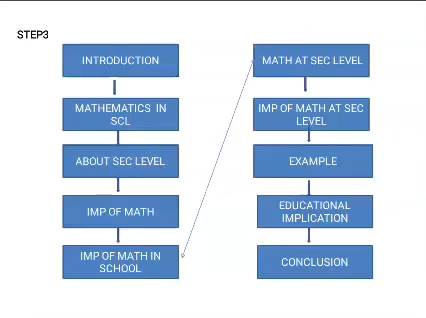 STEP3
INTRODUCTION
MATHEMATICS IN
SCL
ABOUT SEC LEVEL
IMP OF MATH
IMP OF MATH IN
SCHOOL
MATH AT SEC LEVEL
IMP OF MATH AT SEC
LEVEL
EXAMPLE
EDUCATIONAL
IMPLICATION
CONCLUSION